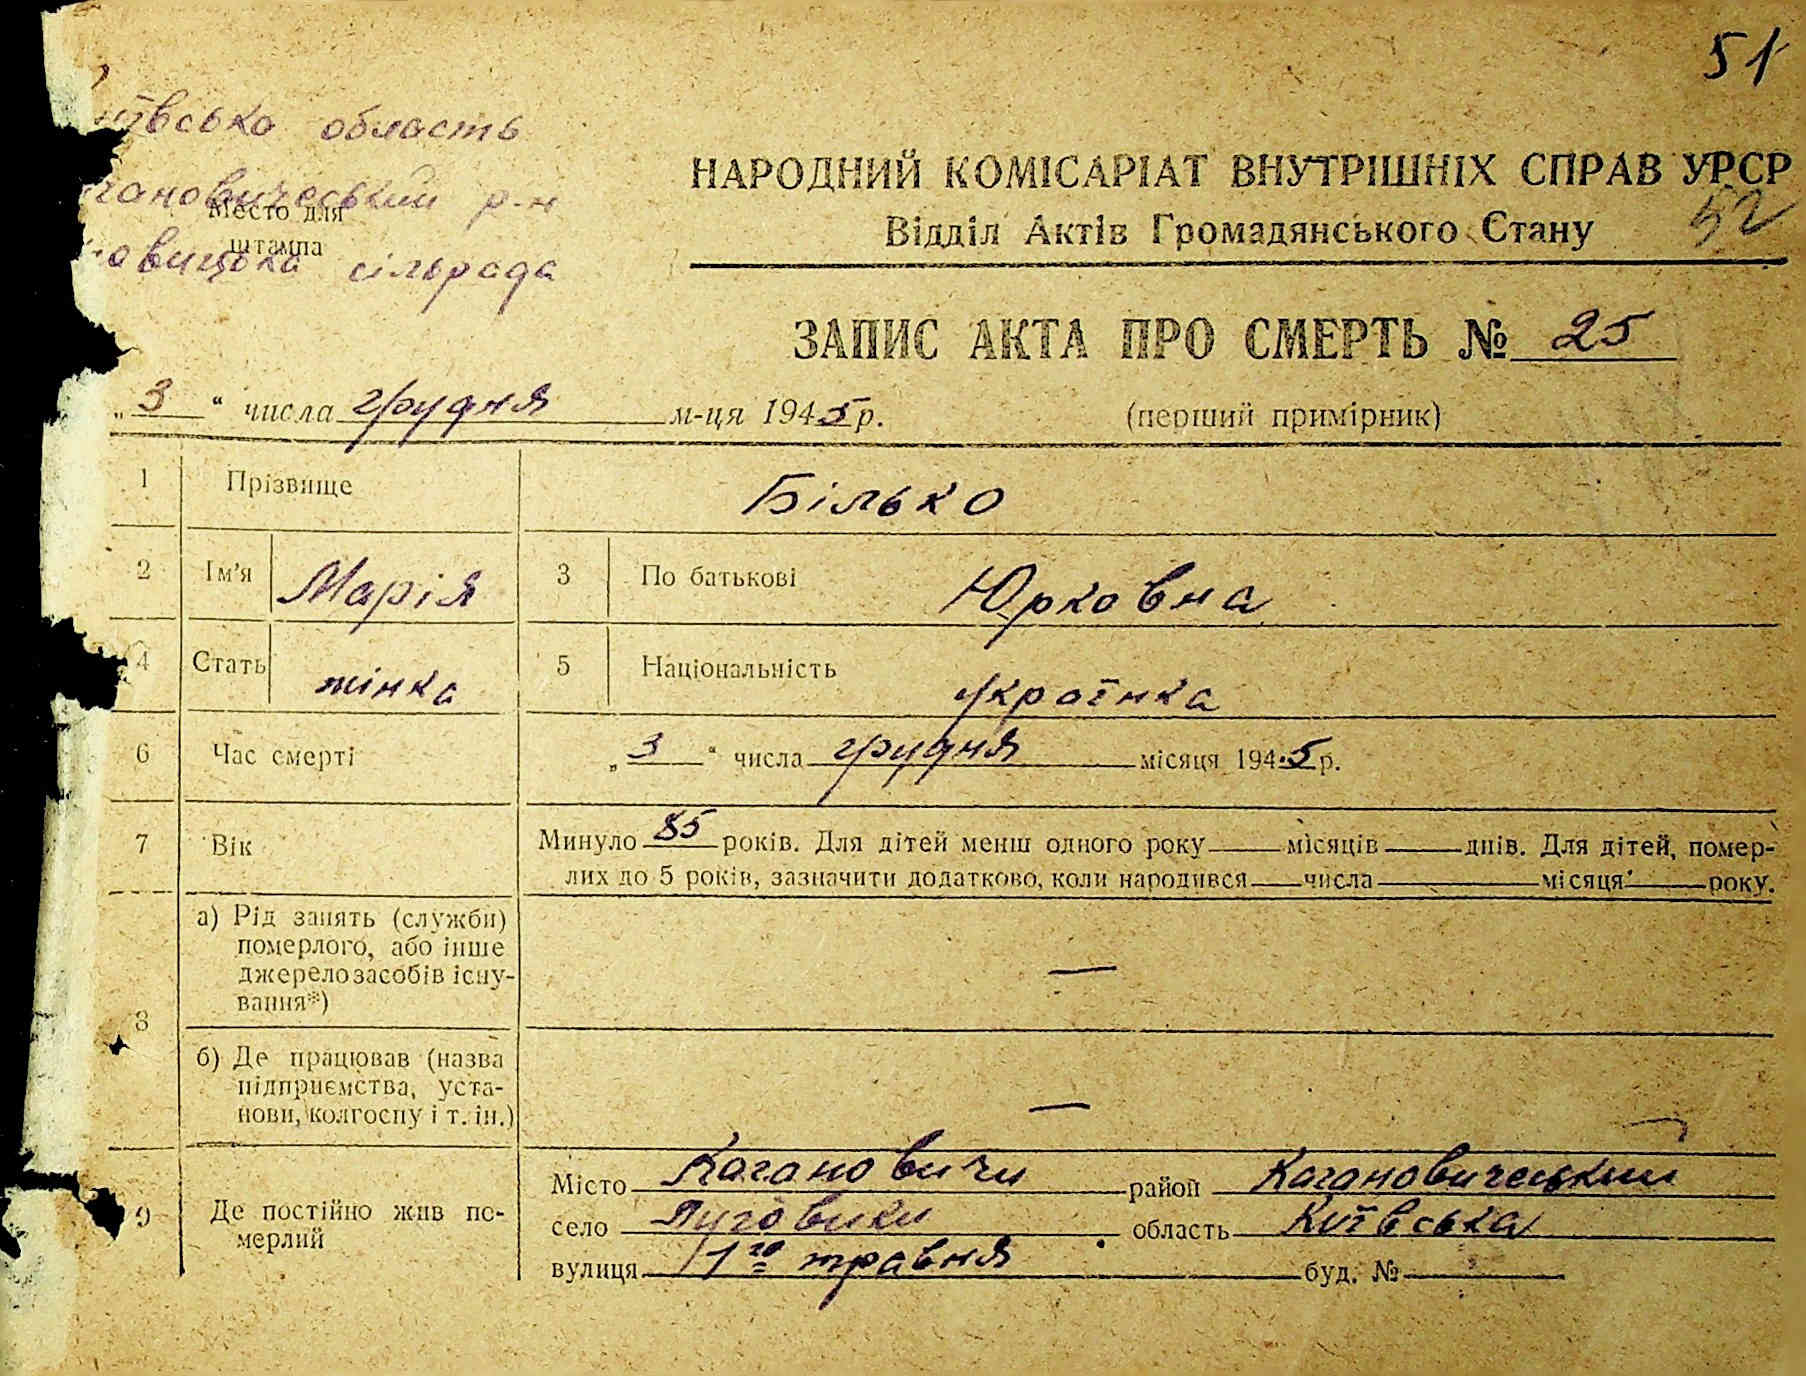 51
область
НАРОДНИЙ КОМІСАРІАТ ВНУТРІШНІХ СПРАВ УРСР
р-н
Место для
штампа
Відділ Актів Громадянського Стану 52
сільрада
ЗАПИС АКТА ПРО СМЕРТЬ № 25
„3“ числа грудня м-ця 1945 р. (перший примірник)
1 Прізвище Білько
2 Ім'я Марія 3 По батькові Юрковна
4 Стать жінка 5 Національність українка
6 Час смерті „3“ числа грудня місяця 1945 р.
7 Вік Минуло 85 років. Для дітей менш одного року місяців днів. Для дітей, помер-
лих до 5 років, зазначити додатково, коли народився числа місяця року.
8 а) Рід занять (служби)
померлого, або інше
джерело засобів існу-
вання*) —
б) Де працював (назва
підприємства, уста-
нови, колгоспу і т. ін.) —
9 Де постійно жив по-
мерлий
Місто Кагановичи район Кагановичеський
село Луговики область Київська
вулиця 1го травня буд. №